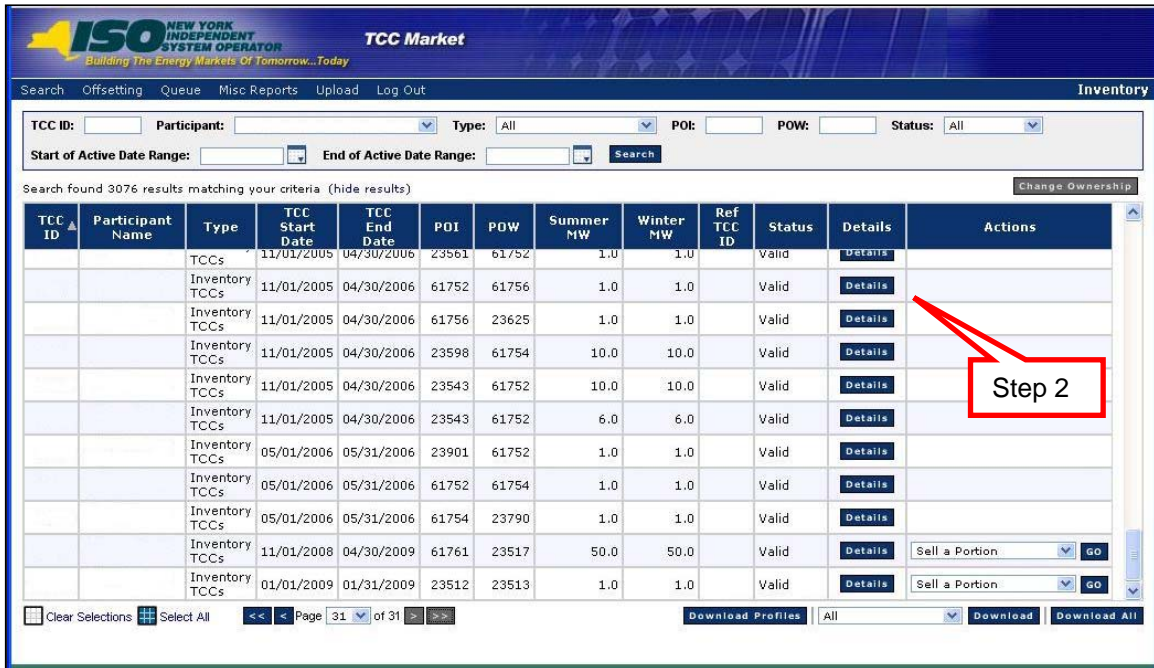 NEW YORK
ISO INDEPENDENT
SYSTEM OPERATOR
Building The Energy Markets Of Tomorrow...Today
TCC Market
Search Offsetting Queue Misc Reports Upload Log Out Inventory
TCC ID: Participant: Type: All POI: POW: Status: All
Start of Active Date Range: End of Active Date Range: Search
Search found 3076 results matching your criteria (hide results) Change Ownership
TCC ID Participant Name Type TCC Start Date TCC End Date POI POW Summer MW Winter MW Ref TCC ID Status Details Actions
TCCs 11/01/2005 04/30/2006 23561 61752 1.0 1.0 Valid Details
Inventory TCCs 11/01/2005 04/30/2006 61752 61756 1.0 1.0 Valid Details
Inventory TCCs 11/01/2005 04/30/2006 61756 23625 1.0 1.0 Valid Details
Inventory TCCs 11/01/2005 04/30/2006 23598 61754 10.0 10.0 Valid Details
Inventory TCCs 11/01/2005 04/30/2006 23543 61752 10.0 10.0 Valid Details
Step 2
Inventory TCCs 11/01/2005 04/30/2006 23543 61752 6.0 6.0 Valid Details
Inventory TCCs 05/01/2006 05/31/2006 23901 61752 1.0 1.0 Valid Details
Inventory TCCs 05/01/2006 05/31/2006 61752 61754 1.0 1.0 Valid Details
Inventory TCCs 05/01/2006 05/31/2006 61754 23790 1.0 1.0 Valid Details
Inventory TCCs 11/01/2008 04/30/2009 61761 23517 50.0 50.0 Valid Details Sell a Portion GO
Inventory TCCs 01/01/2009 01/31/2009 23512 23513 1.0 1.0 Valid Details Sell a Portion GO
Clear Selections Select All << < Page 31 of 31 > >> Download Profiles All Download Download All